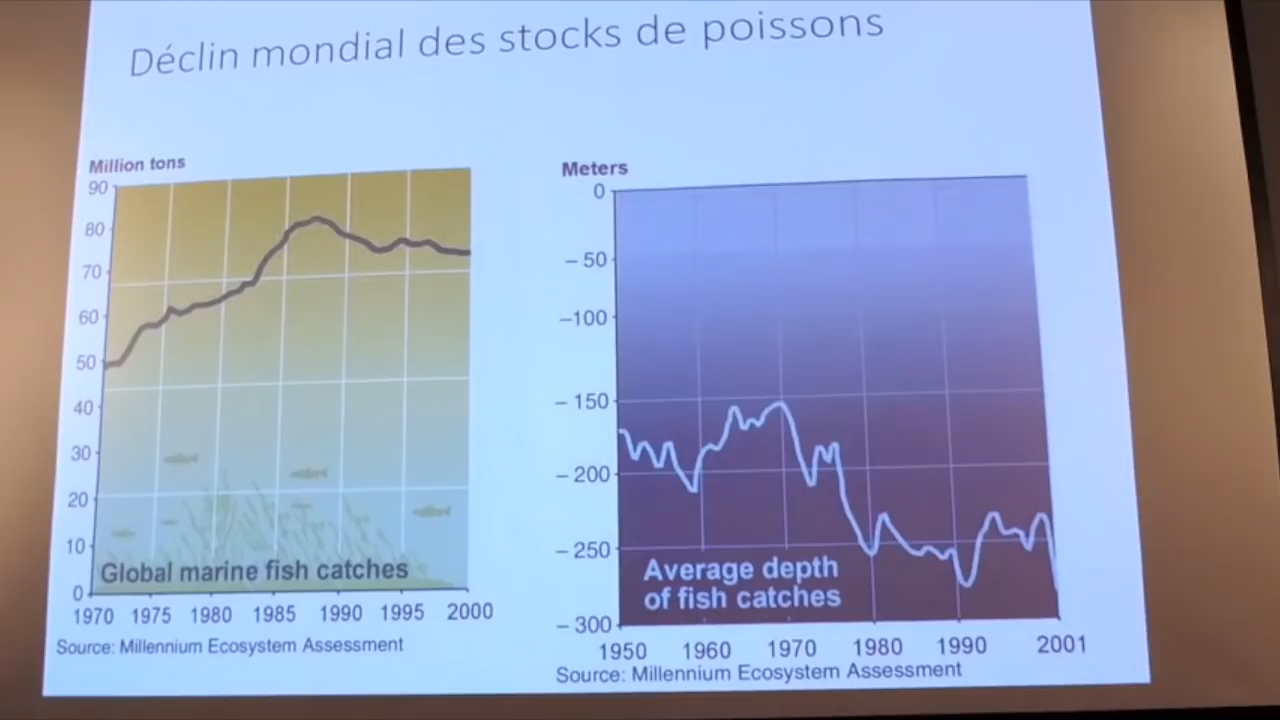 Déclin mondial des stocks de poissons
Million tons
90
80
70
60
50
40
30
20
10
0
Global marine fish catches
1970 1975 1980 1985 1990 1995 2000
Source: Millennium Ecosystem Assessment
Meters
0
– 50
–100
– 150
– 200
– 250
– 300
Average depth
of fish catches
1950 1960 1970 1980 1990 2001
Source: Millennium Ecosystem Assessment